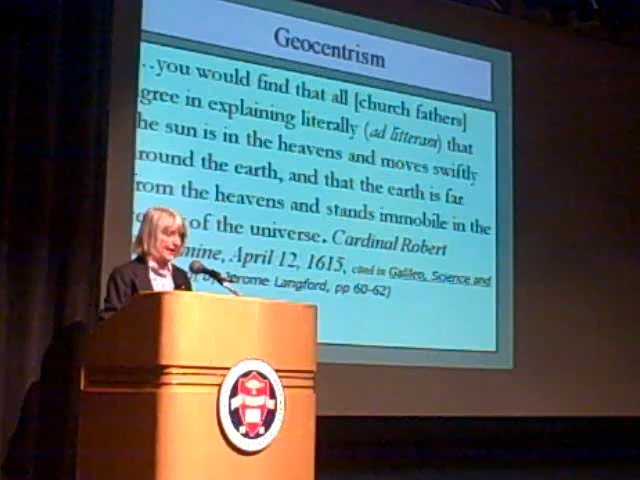 Geocentrism
..you would find that all [church fathers]
gree in explaining literally (ad litteram) that
he sun is in the heavens and moves swiftly
round the earth, and that the earth is far
rom the heavens and stands immobile in the
of the universe. Cardinal Robert
mine, April 12, 1615, cited in Galileo, Science and
by Jerome Langford, pp 60-62)